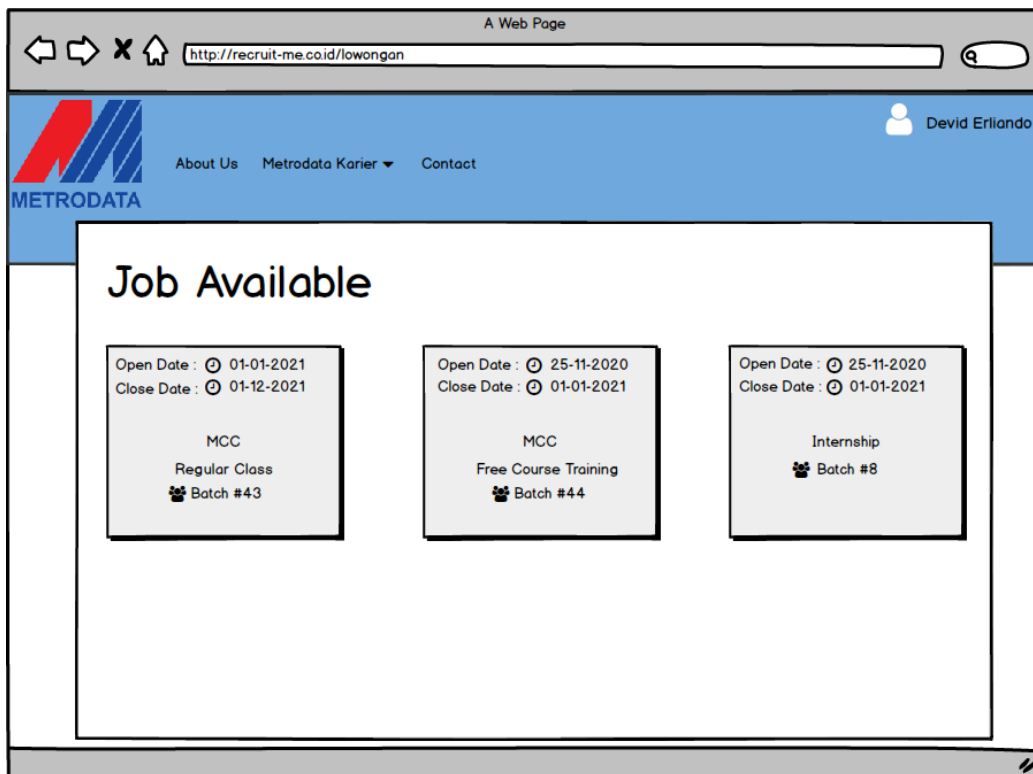 A Web Page
http://recruit-me.co.id/lowongan
Devid Erliando
About Us Metrodata Karier Contact
METRODATA
Job Available
Open Date : 01-01-2021
Close Date : 01-12-2021
MCC
Regular Class
Batch #43
Open Date : 25-11-2020
Close Date : 01-01-2021
MCC
Free Course Training
Batch #44
Open Date : 25-11-2020
Close Date : 01-01-2021
Internship
Batch #8